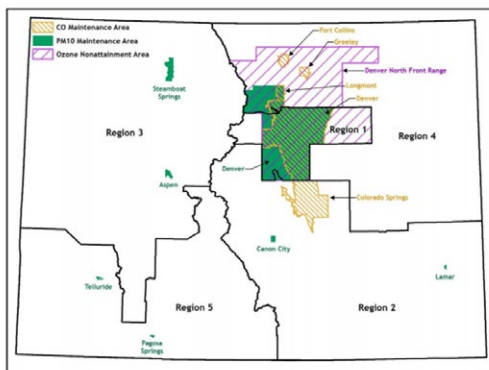 CO Maintenance Area
PM10 Maintenance Area
Ozone Nonattainment Area
Fort Collins
Greeley
Denver North Front Range
Steamboat
Springs
Longmont
Denver
Region 3
Region 1
Region 4
Aspen
Denver
Colorado Springs
Canon City
Lamar
Telluride
Region 5
Region 2
Pagosa
Springs